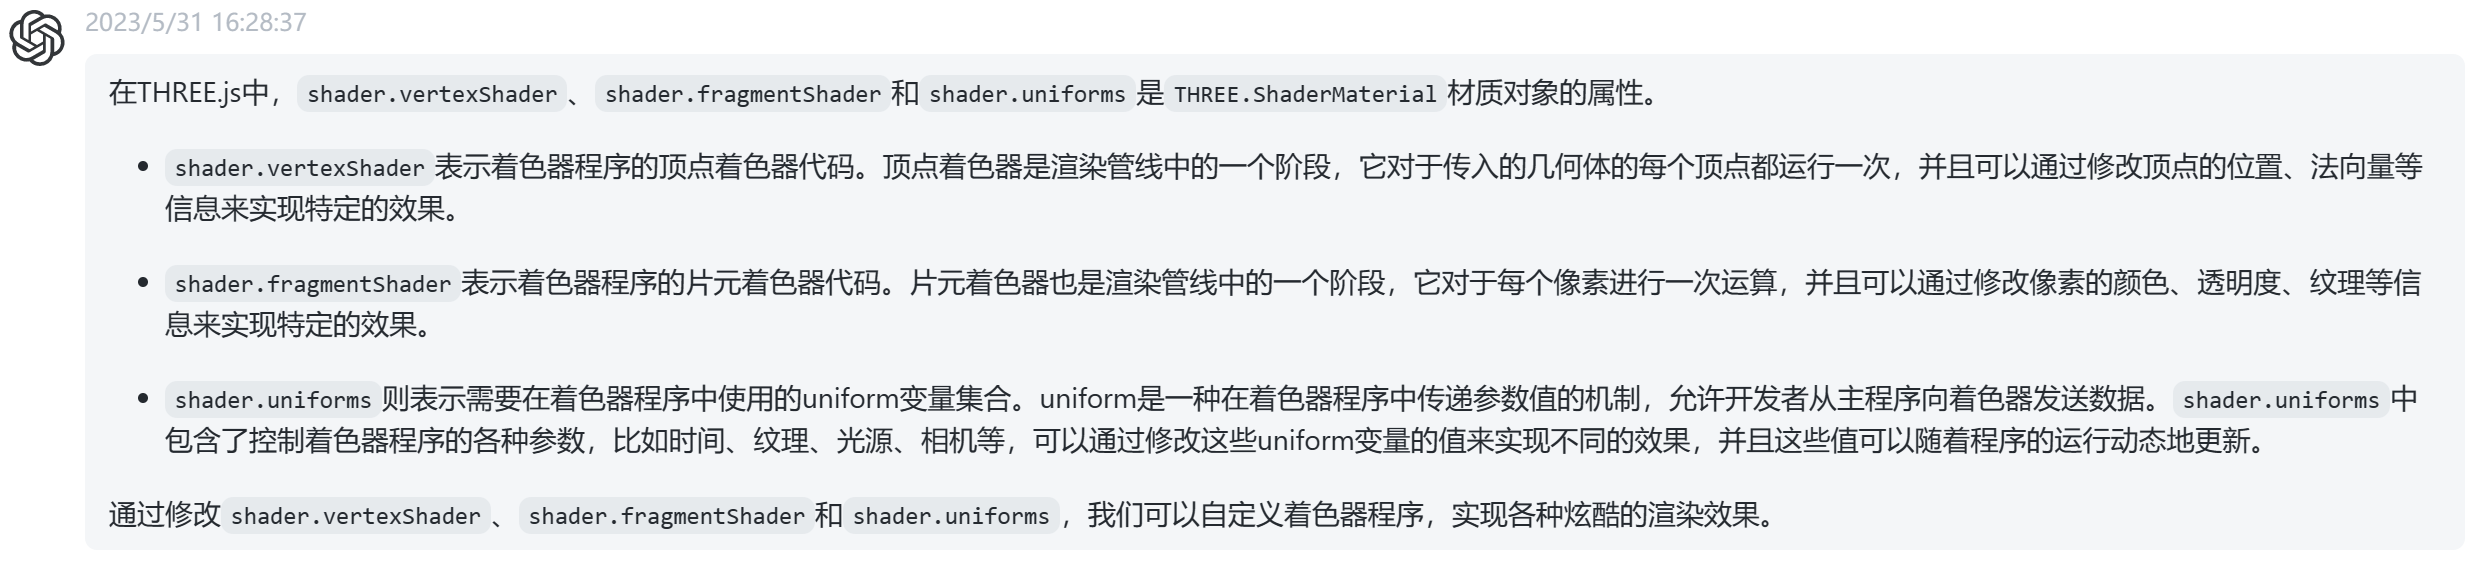 2023/5/31 16:28:37
在THREE.js中，shader.vertexShader、shader.fragmentShader和shader.uniforms是THREE.ShaderMaterial材质对象的属性。
shader.vertexShader表示着色器程序的顶点着色器代码。顶点着色器是渲染管线中的一个阶段，它对于传入的几何体的每个顶点都运行一次，并且可以通过修改顶点的位置、法向量等
信息来实现特定的效果。
shader.fragmentShader表示着色器程序的片元着色器代码。片元着色器也是渲染管线中的一个阶段，它对于每个像素进行一次运算，并且可以通过修改像素的颜色、透明度、纹理等信
息来实现特定的效果。
shader.uniforms则表示需要在着色器程序中使用的uniform变量集合。uniform是一种在着色器程序中传递参数值的机制，允许开发者从主程序向着色器发送数据。shader.uniforms中
包含了控制着色器程序的各种参数，比如时间、纹理、光源、相机等，可以通过修改这些uniform变量的值来实现不同的效果，并且这些值可以随着程序的运行动态地更新。
通过修改shader.vertexShader、shader.fragmentShader和shader.uniforms，我们可以自定义着色器程序，实现各种炫酷的渲染效果。